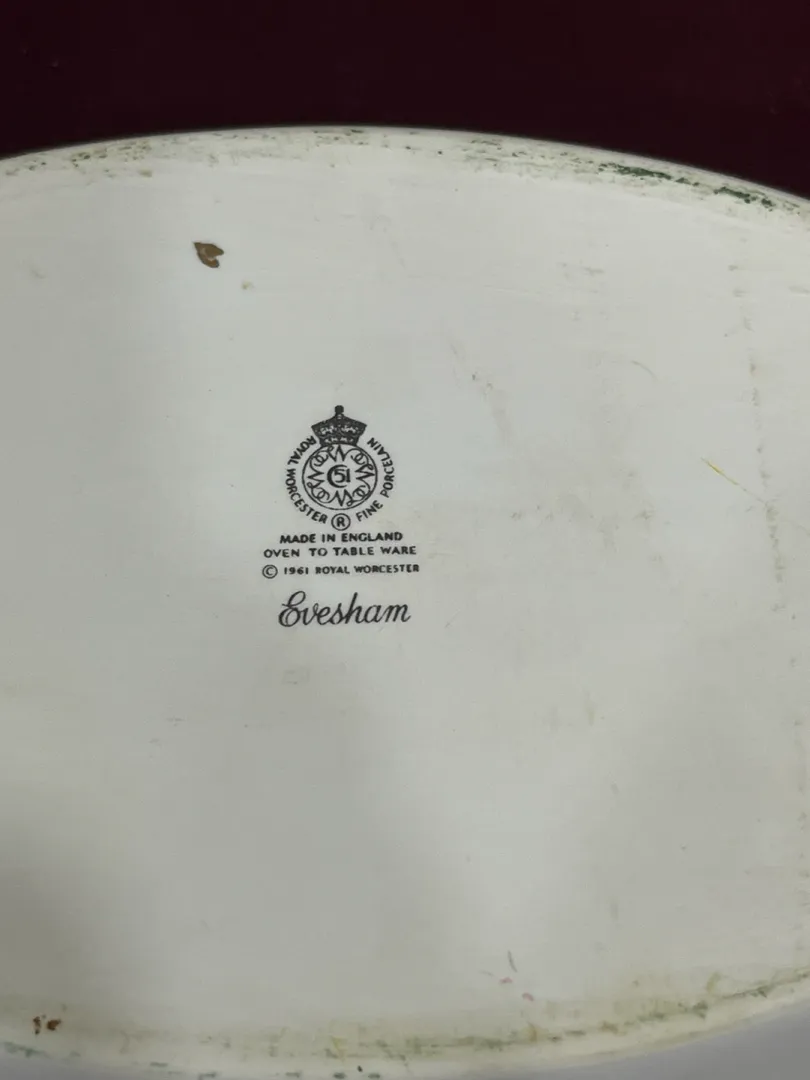 ROYAL WORCESTER ® FINE PORCELAIN
51
MADE IN ENGLAND
OVEN TO TABLE WARE
© 1961 ROYAL WORCESTER
Evesham